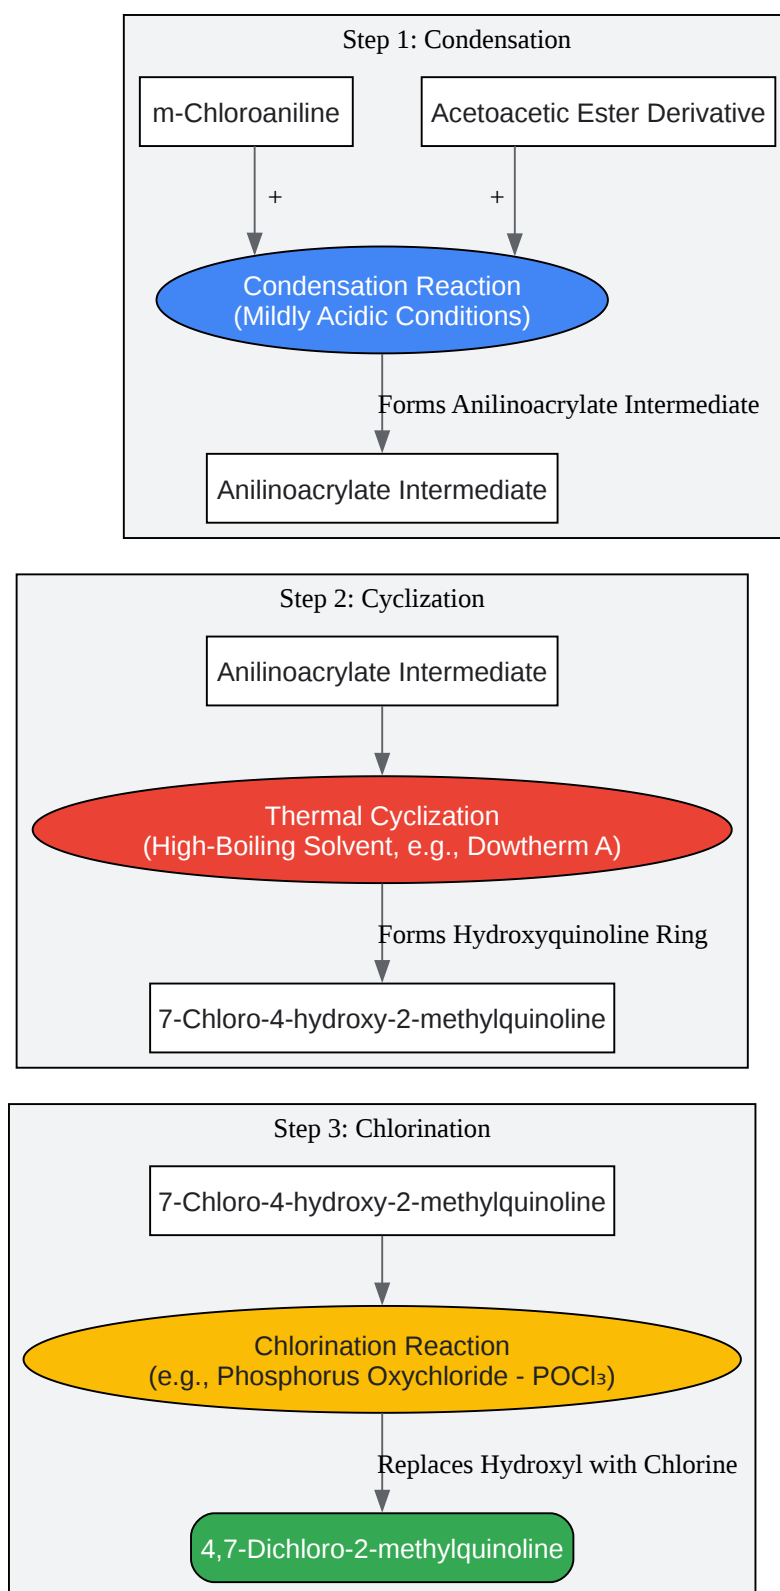 Step 1: Condensation
m-Chloroaniline
Acetoacetic Ester Derivative
+
+
Condensation Reaction
(Mildly Acidic Conditions)
Forms Anilinoacrylate Intermediate
Anilinoacrylate Intermediate
Step 2: Cyclization
Anilinoacrylate Intermediate
Thermal Cyclization
(High-Boiling Solvent, e.g., Dowtherm A)
Forms Hydroxyquinoline Ring
7-Chloro-4-hydroxy-2-methylquinoline
Step 3: Chlorination
7-Chloro-4-hydroxy-2-methylquinoline
Chlorination Reaction
(e.g., Phosphorus Oxychloride - POCl₃)
Replaces Hydroxyl with Chlorine
4,7-Dichloro-2-methylquinoline